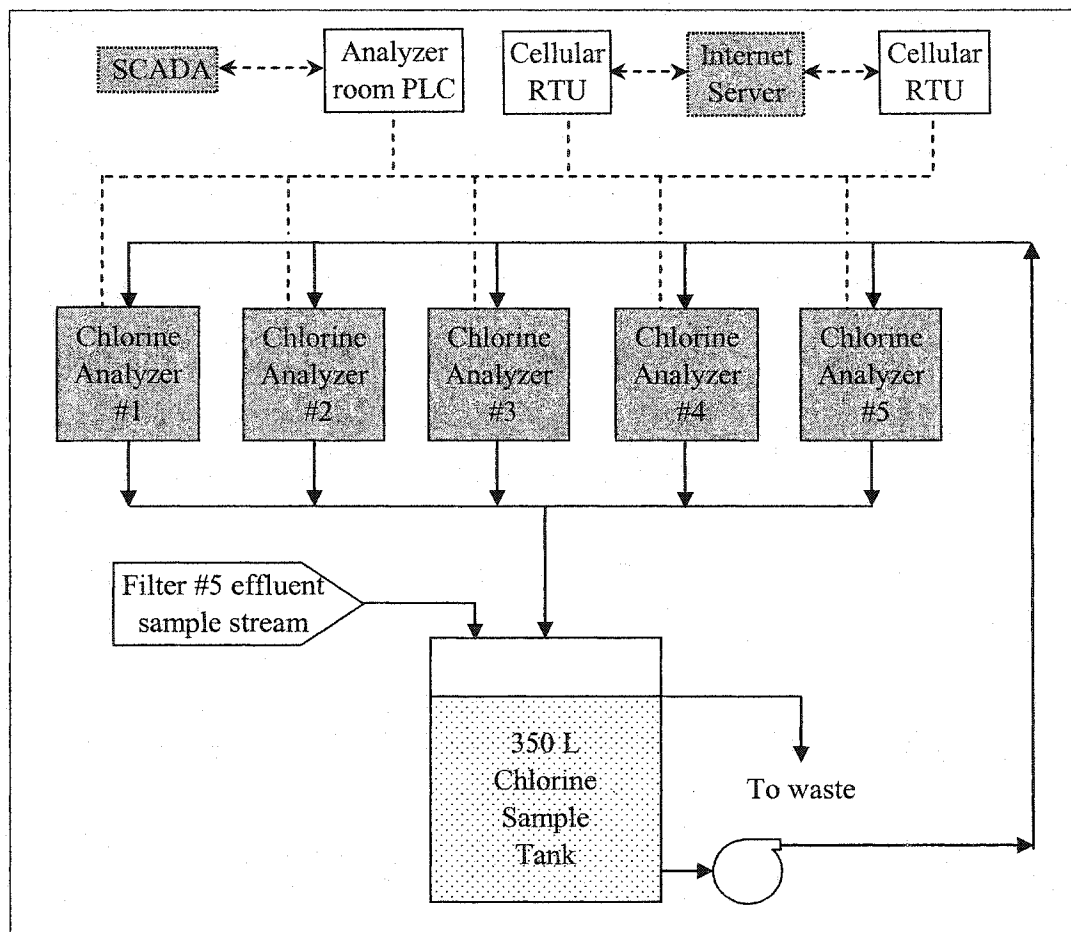 SCADA
Analyzer
room PLC
Cellular
RTU
Internet
Server
Cellular
RTU
Chlorine
Analyzer
#1
Chlorine
Analyzer
#2
Chlorine
Analyzer
#3
Chlorine
Analyzer
#4
Chlorine
Analyzer
#5
Filter #5 effluent
sample stream
350 L
Chlorine
Sample
Tank
To waste